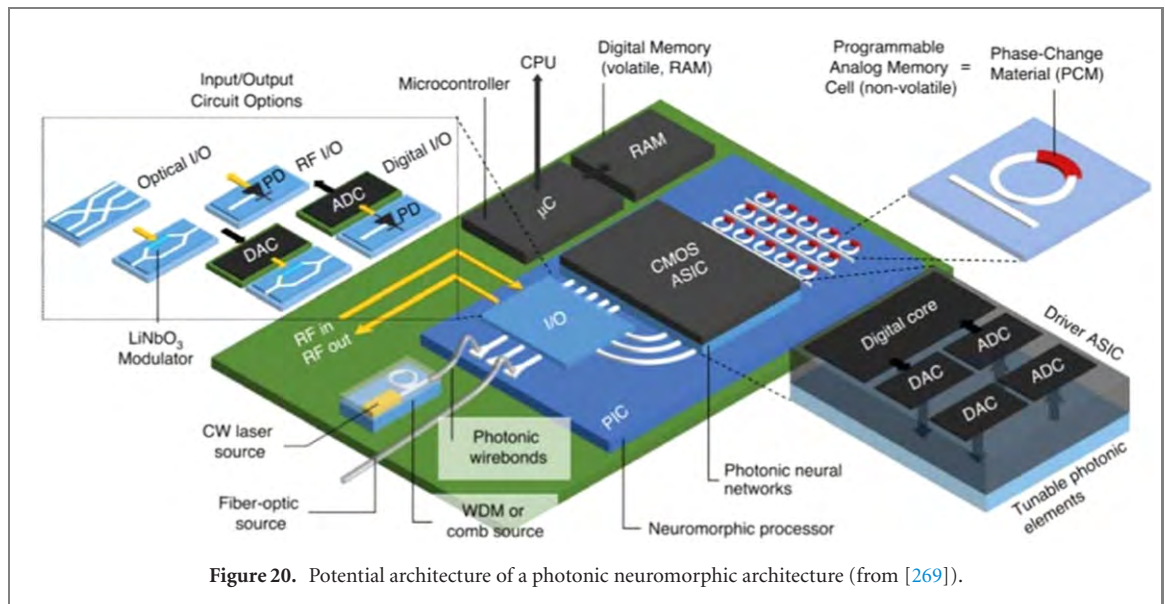 Input/Output
Circuit Options
Optical I/O
RF I/O
Digital I/O
PD
ADC
PD
DAC
LiNbO3
Modulator
Microcontroller
CPU
Digital Memory
(volatile, RAM)
Programmable
Analog Memory =
Cell (non-volatile)
Phase-Change
Material (PCM)
RAM
μC
CMOS
ASIC
I/O
RF in
RF out
PIC
CW laser
source
Fiber-optic
source
Photonic
wirebonds
WDM or
comb source
Photonic neural
networks
Neuromorphic processor
Digital core
Driver ASIC
ADC
DAC
ADC
DAC
Tunable photonic
elements
Figure 20. Potential architecture of a photonic neuromorphic architecture (from [269]).